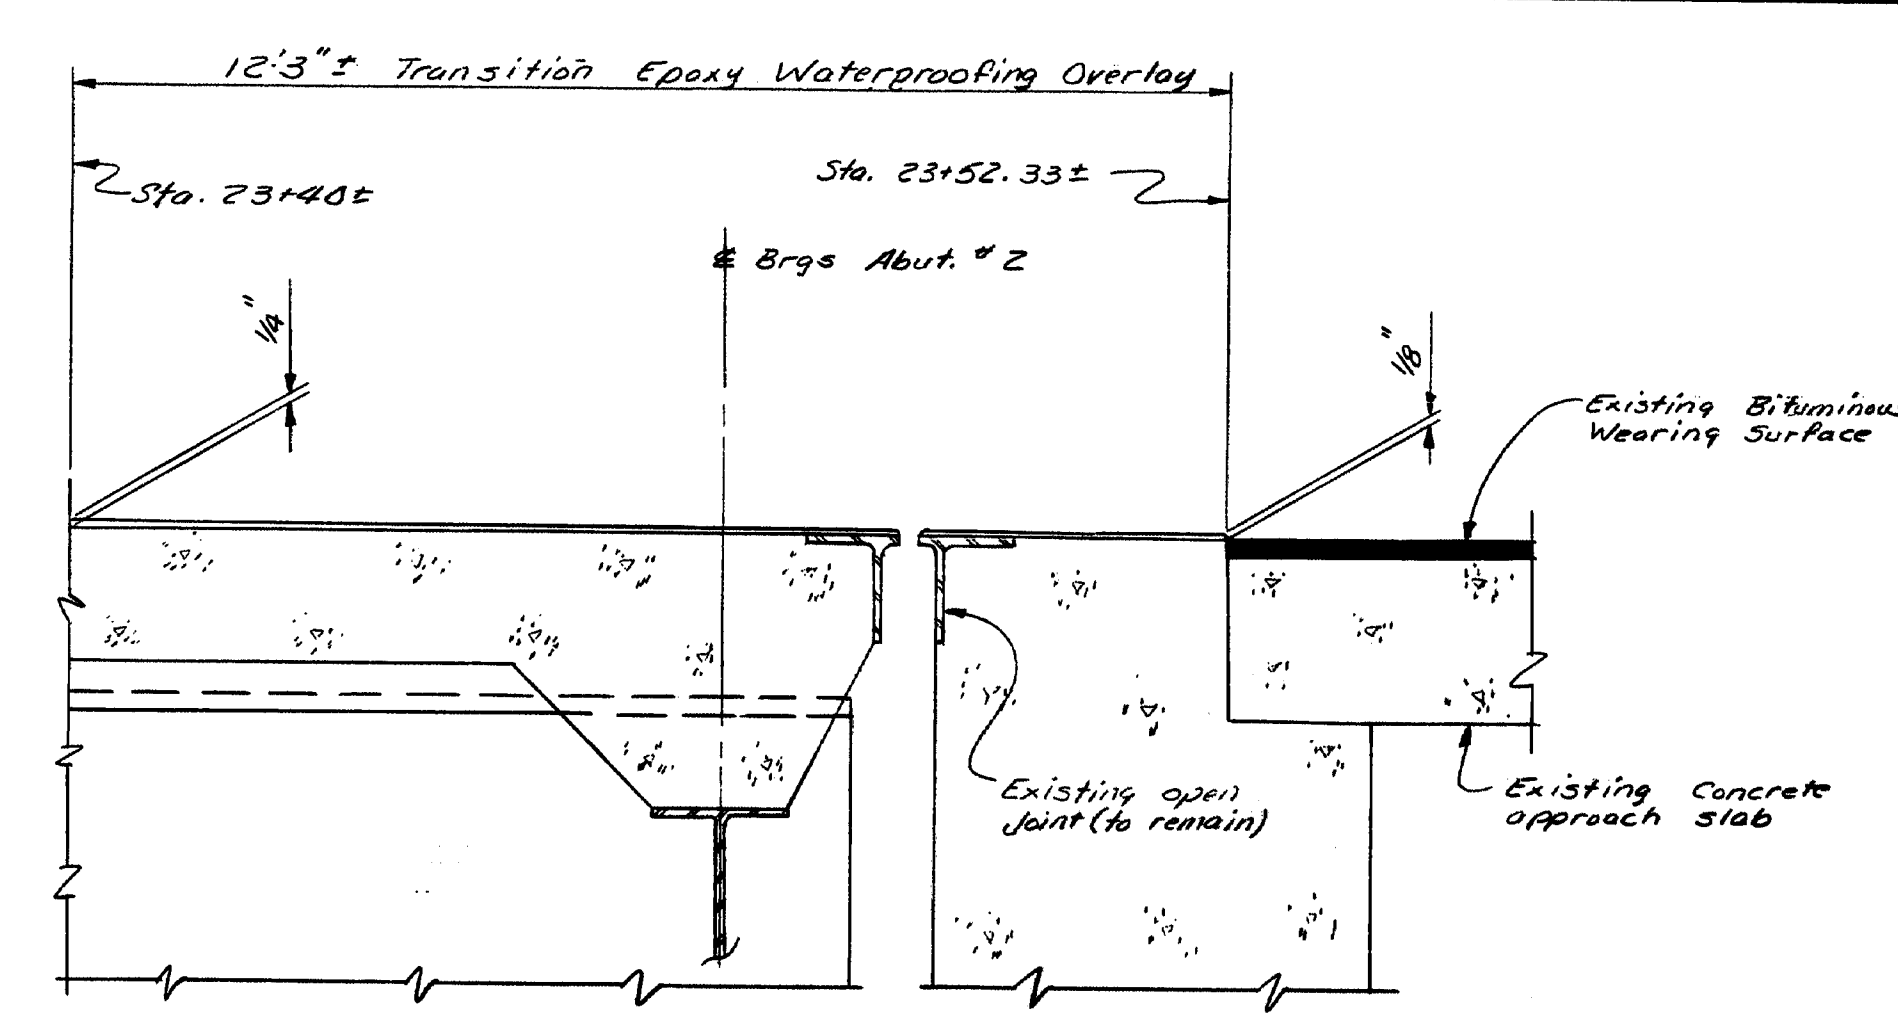 12'-3"± Transition Epoxy Waterproofing Overlay
Sta. 23+40±
Sta. 23+52.33±
℄ Brgs Abut. #2
1/4"
1/8"
Existing Bituminou
Wearing Surface
Existing open
Joint (to remain)
Existing Concrete
approach slab